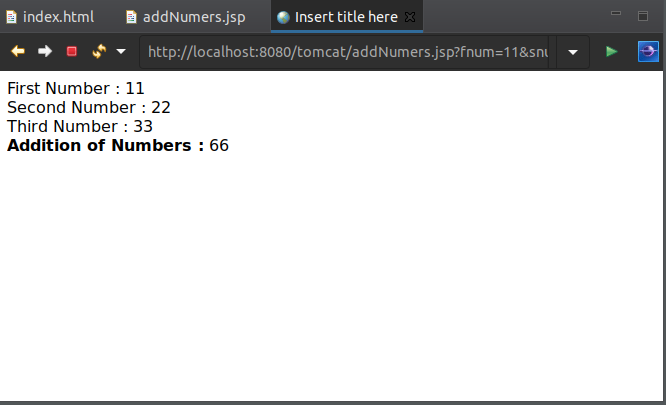 index.html addNumers.jsp Insert title here
http://localhost:8080/tomcat/addNumers.jsp?fnum=11&snu
First Number : 11
Second Number : 22
Third Number : 33
Addition of Numbers : 66